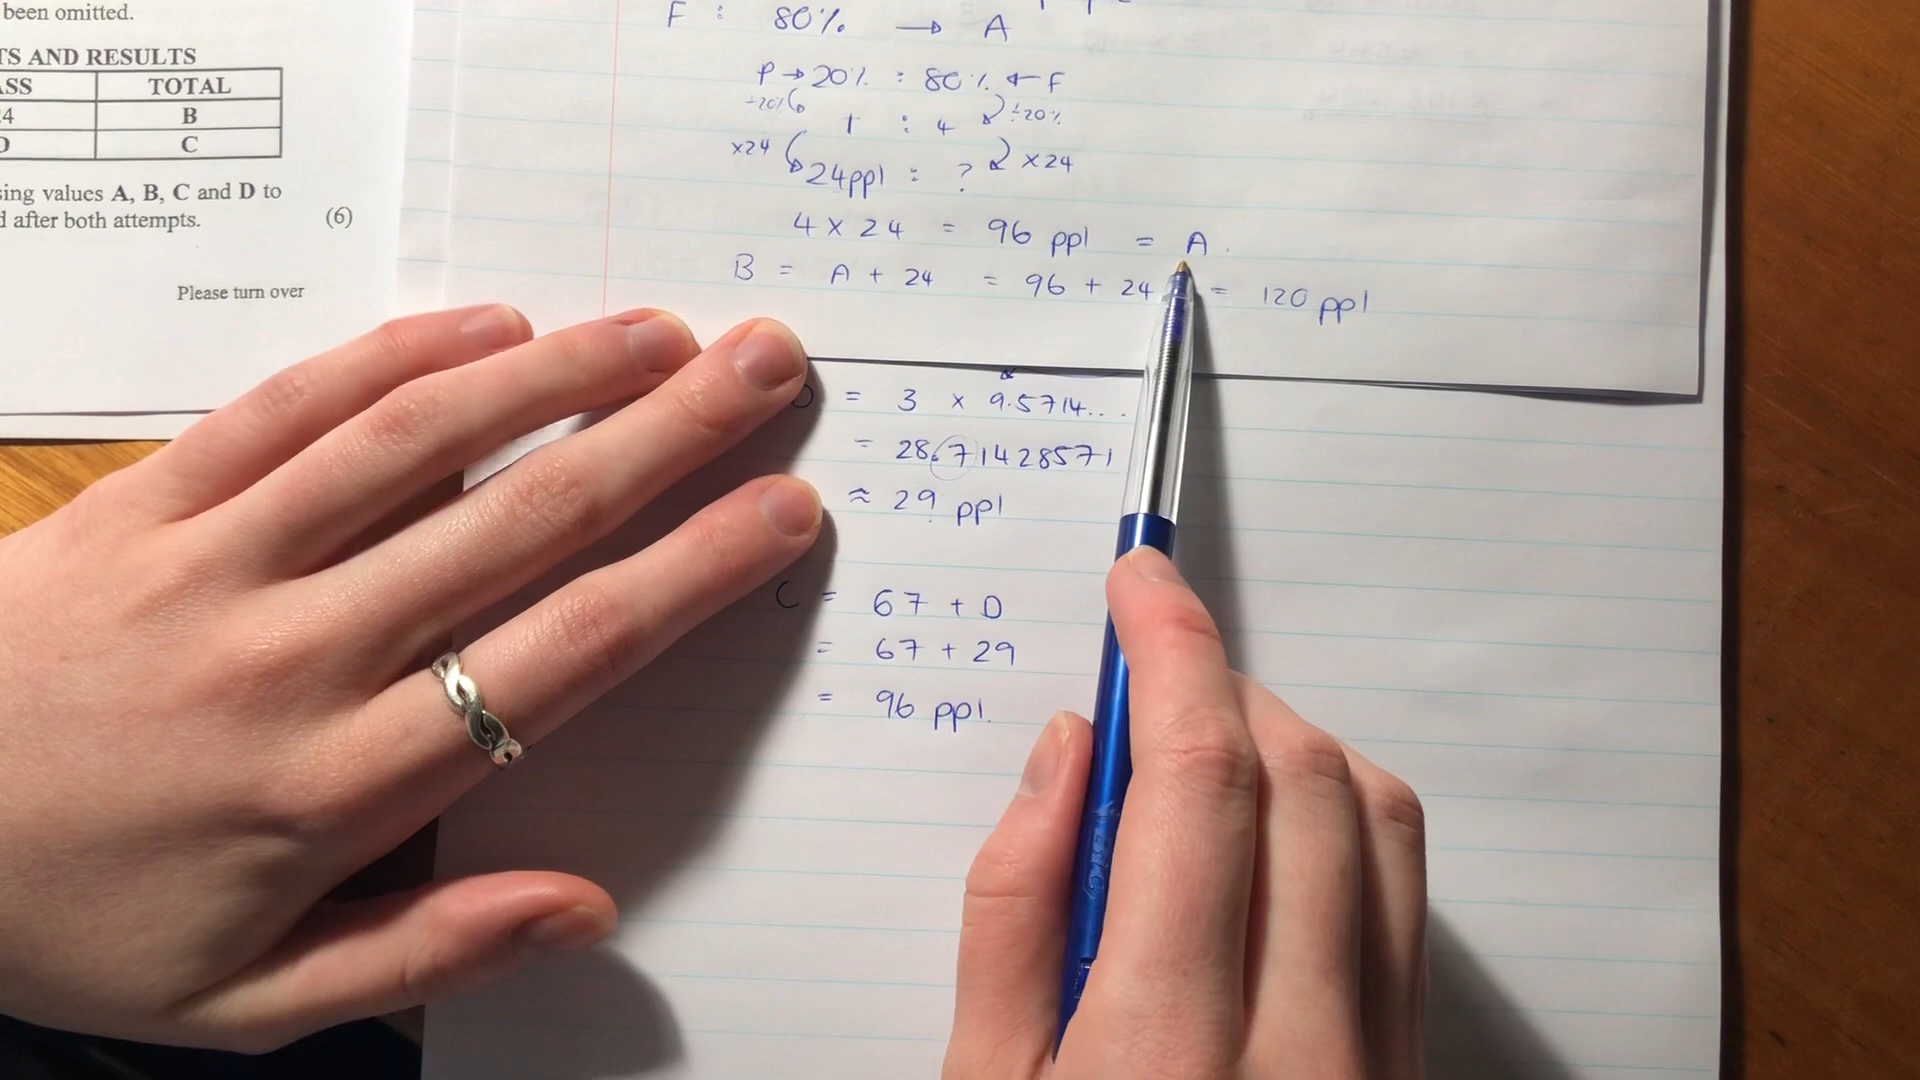 been omitted.
TS AND RESULTS
ASS TOTAL
4 B
D C
sing values A, B, C and D to
d after both attempts. (6)
Please turn over
F : 80% → A
P → 20% : 80% ← F
÷20% ÷20%
1 : 4
×24 ×24
24ppl : ?
4 × 24 = 96 ppl = A.
B = A + 24 = 96 + 24 = 120 ppl
D = 3 × 9.5714...
= 28.71428571
≈ 29 ppl
C = 67 + D
= 67 + 29
= 96 ppl.
BIC